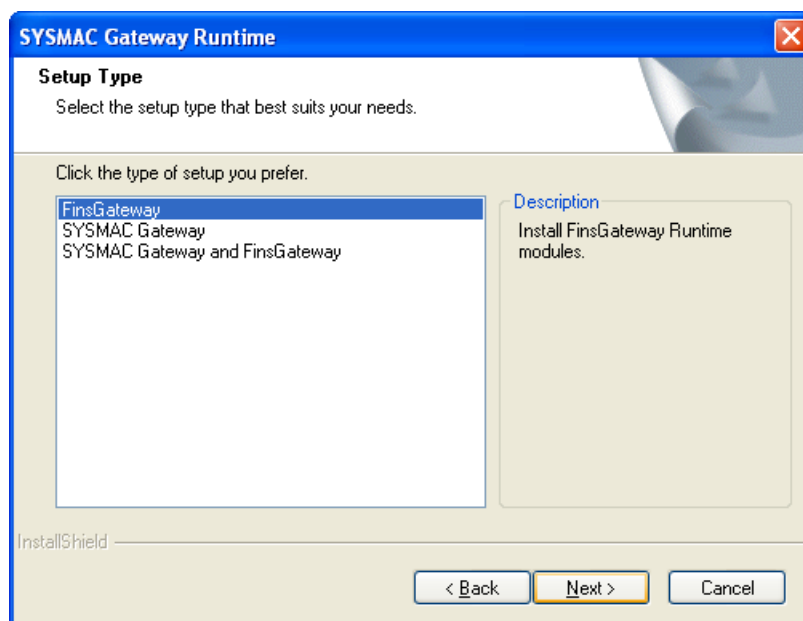 SYSMAC Gateway Runtime
Setup Type
Select the setup type that best suits your needs.
Click the type of setup you prefer.
FinsGateway
SYSMAC Gateway
SYSMAC Gateway and FinsGateway
Description
Install FinsGateway Runtime
modules.
InstallShield
< Back
Next >
Cancel